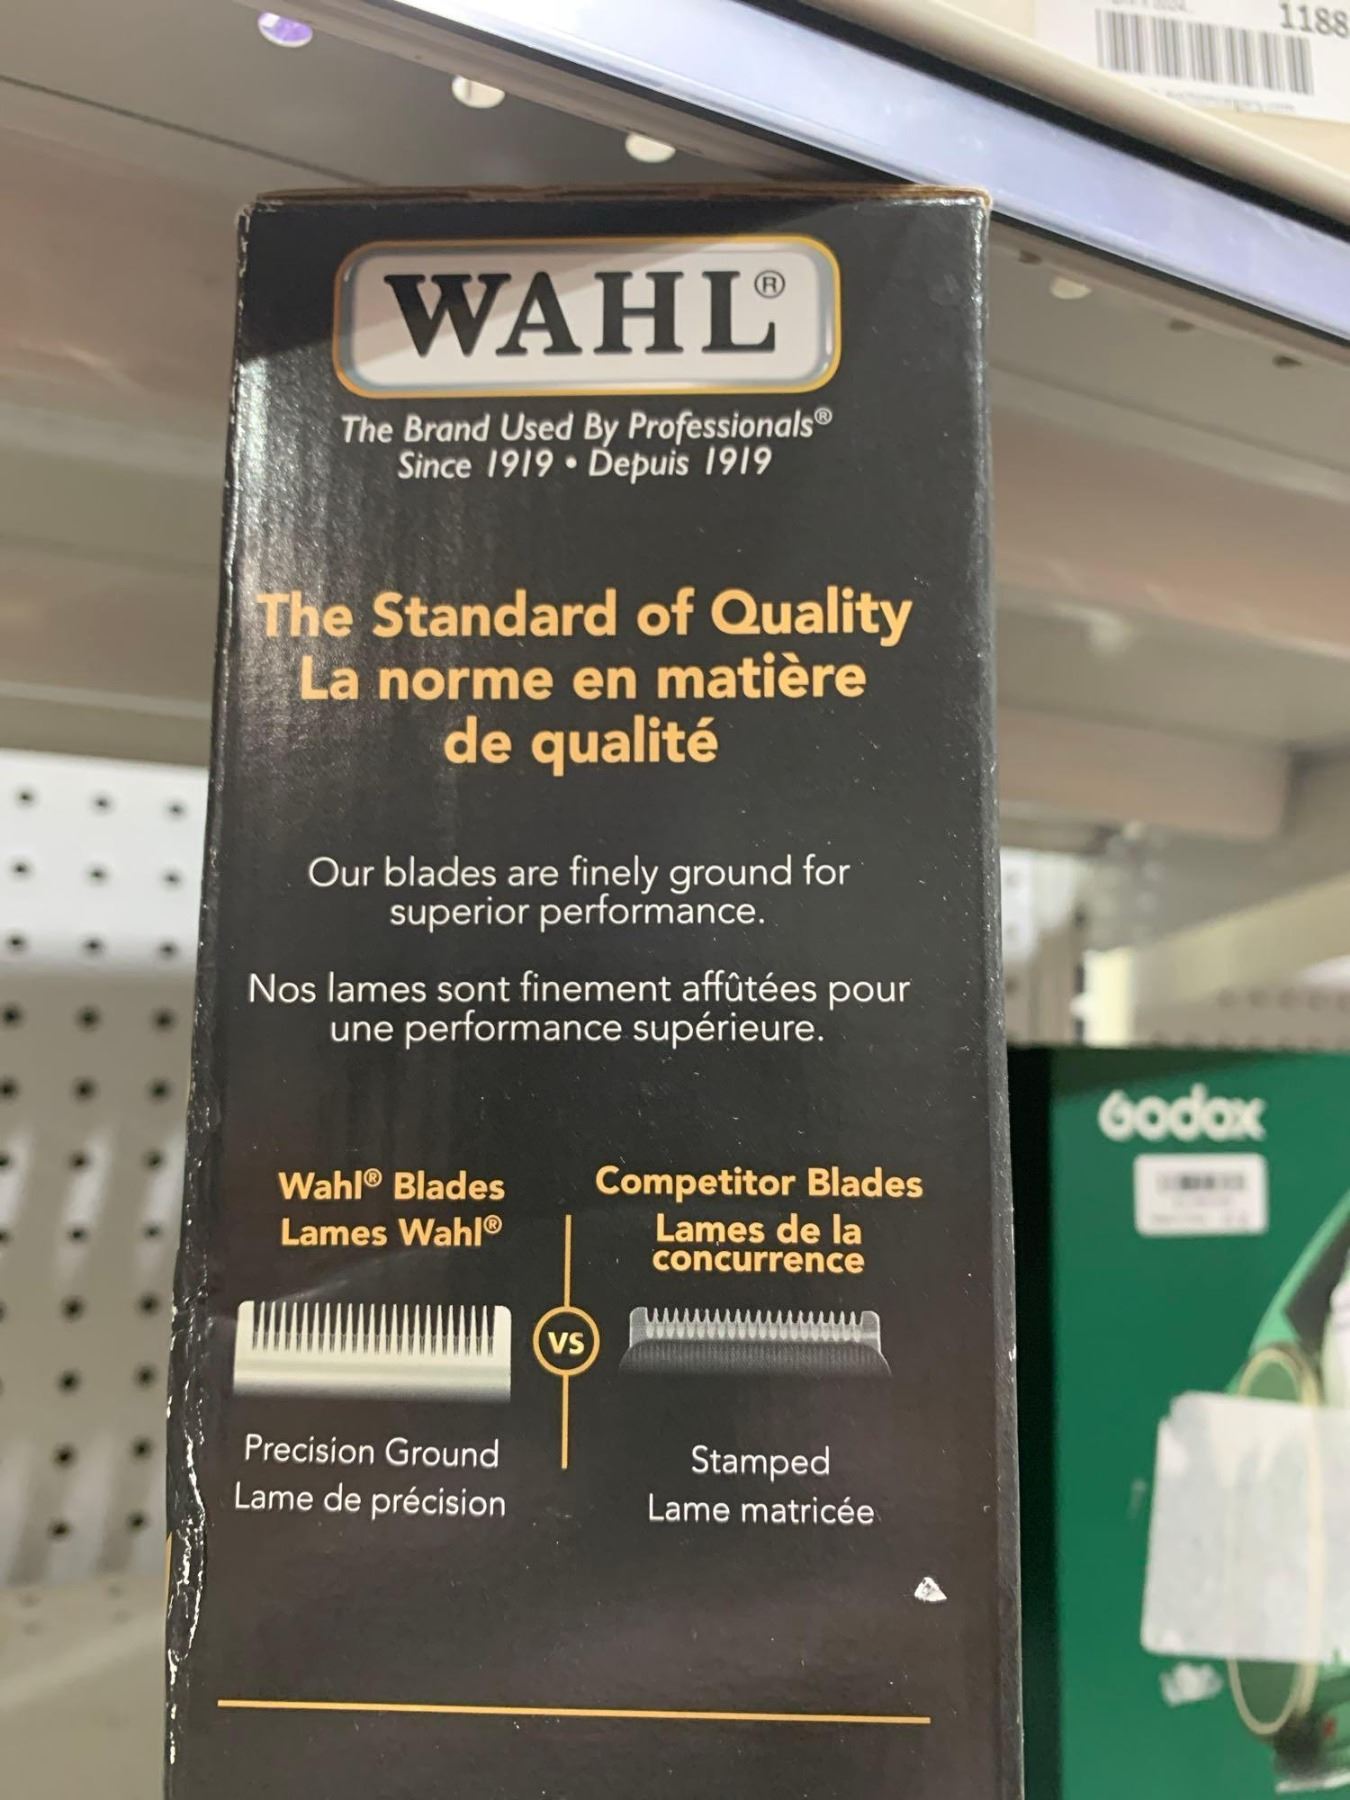 1188
WAHL®
The Brand Used By Professionals®
Since 1919 • Depuis 1919
The Standard of Quality
La norme en matière
de qualité
Our blades are finely ground for
superior performance.
Nos lames sont finement affûtées pour
une performance supérieure.
Wahl® Blades
Lames Wahl®
VS
Competitor Blades
Lames de la
concurrence
Precision Ground
Lame de précision
Stamped
Lame matricée
Godox